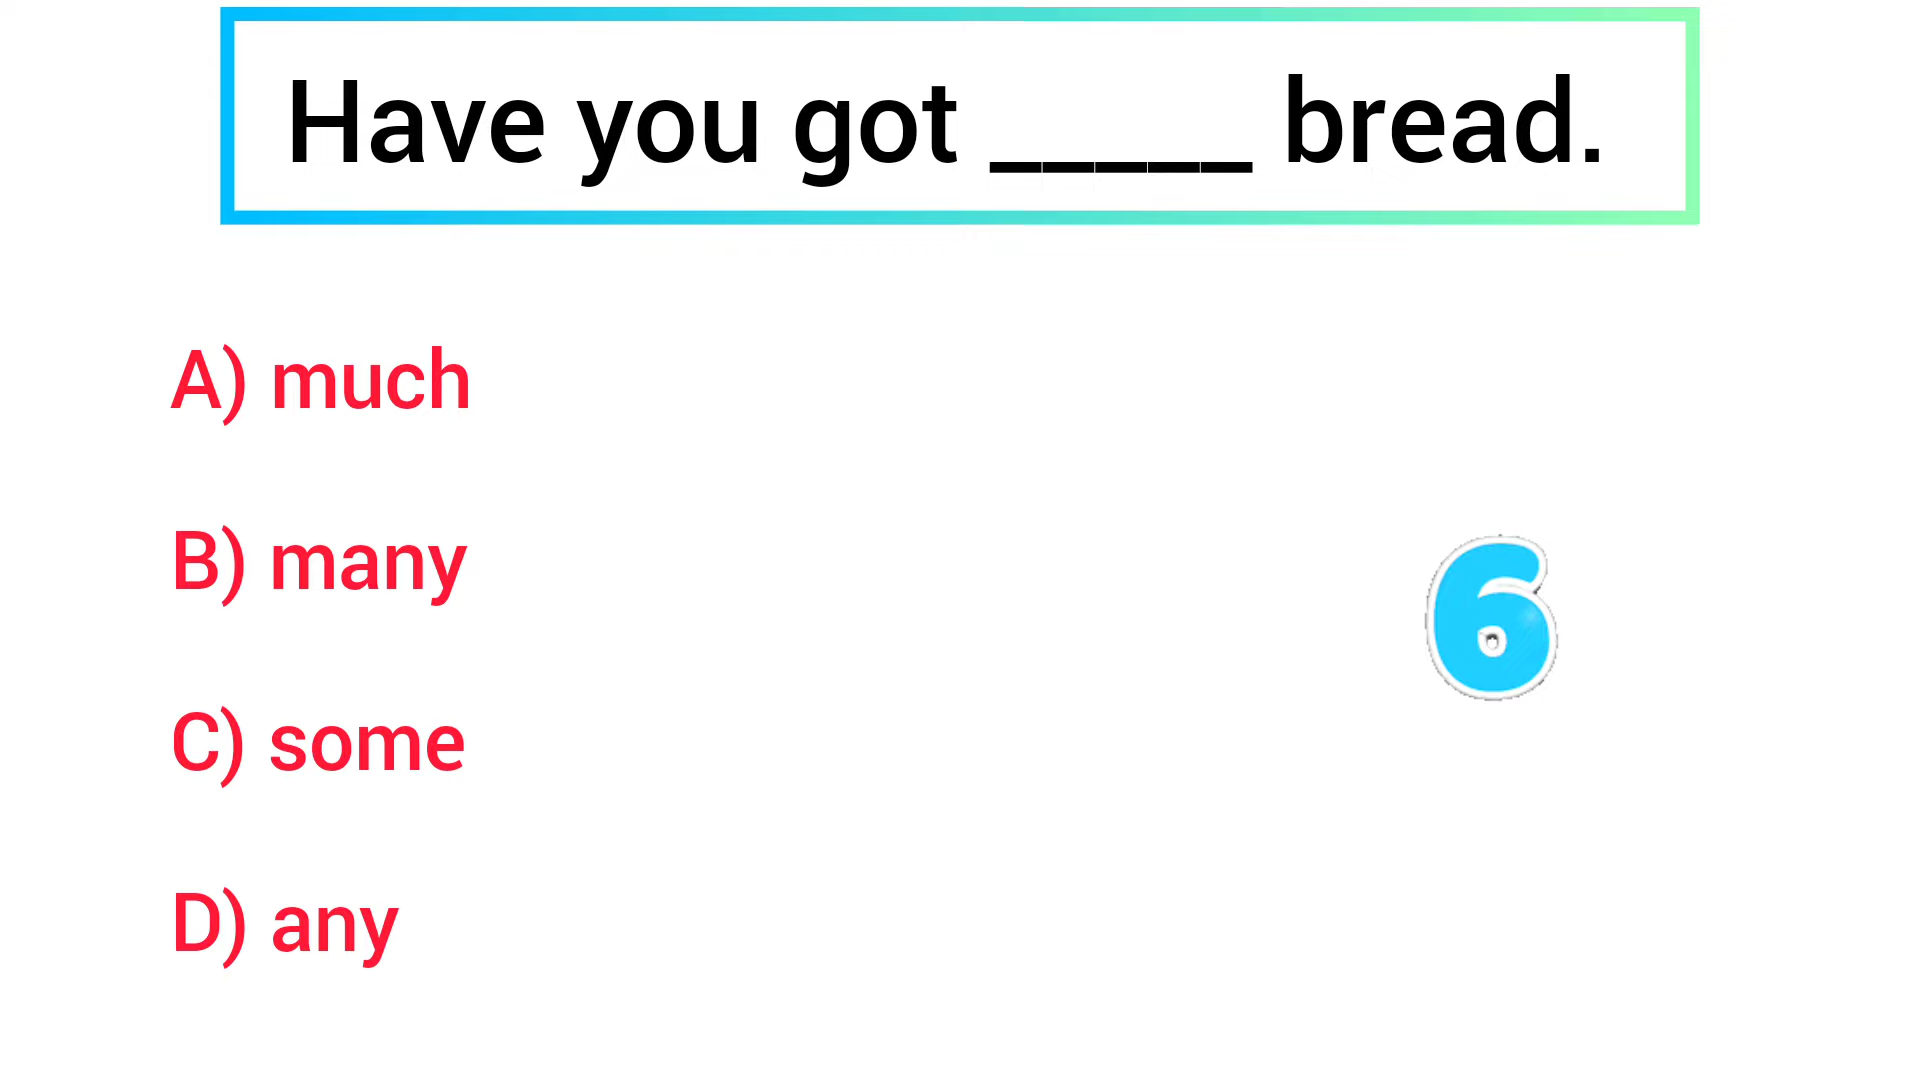 Have you got _____ bread.
A) much
B) many
6
C) some
D) any